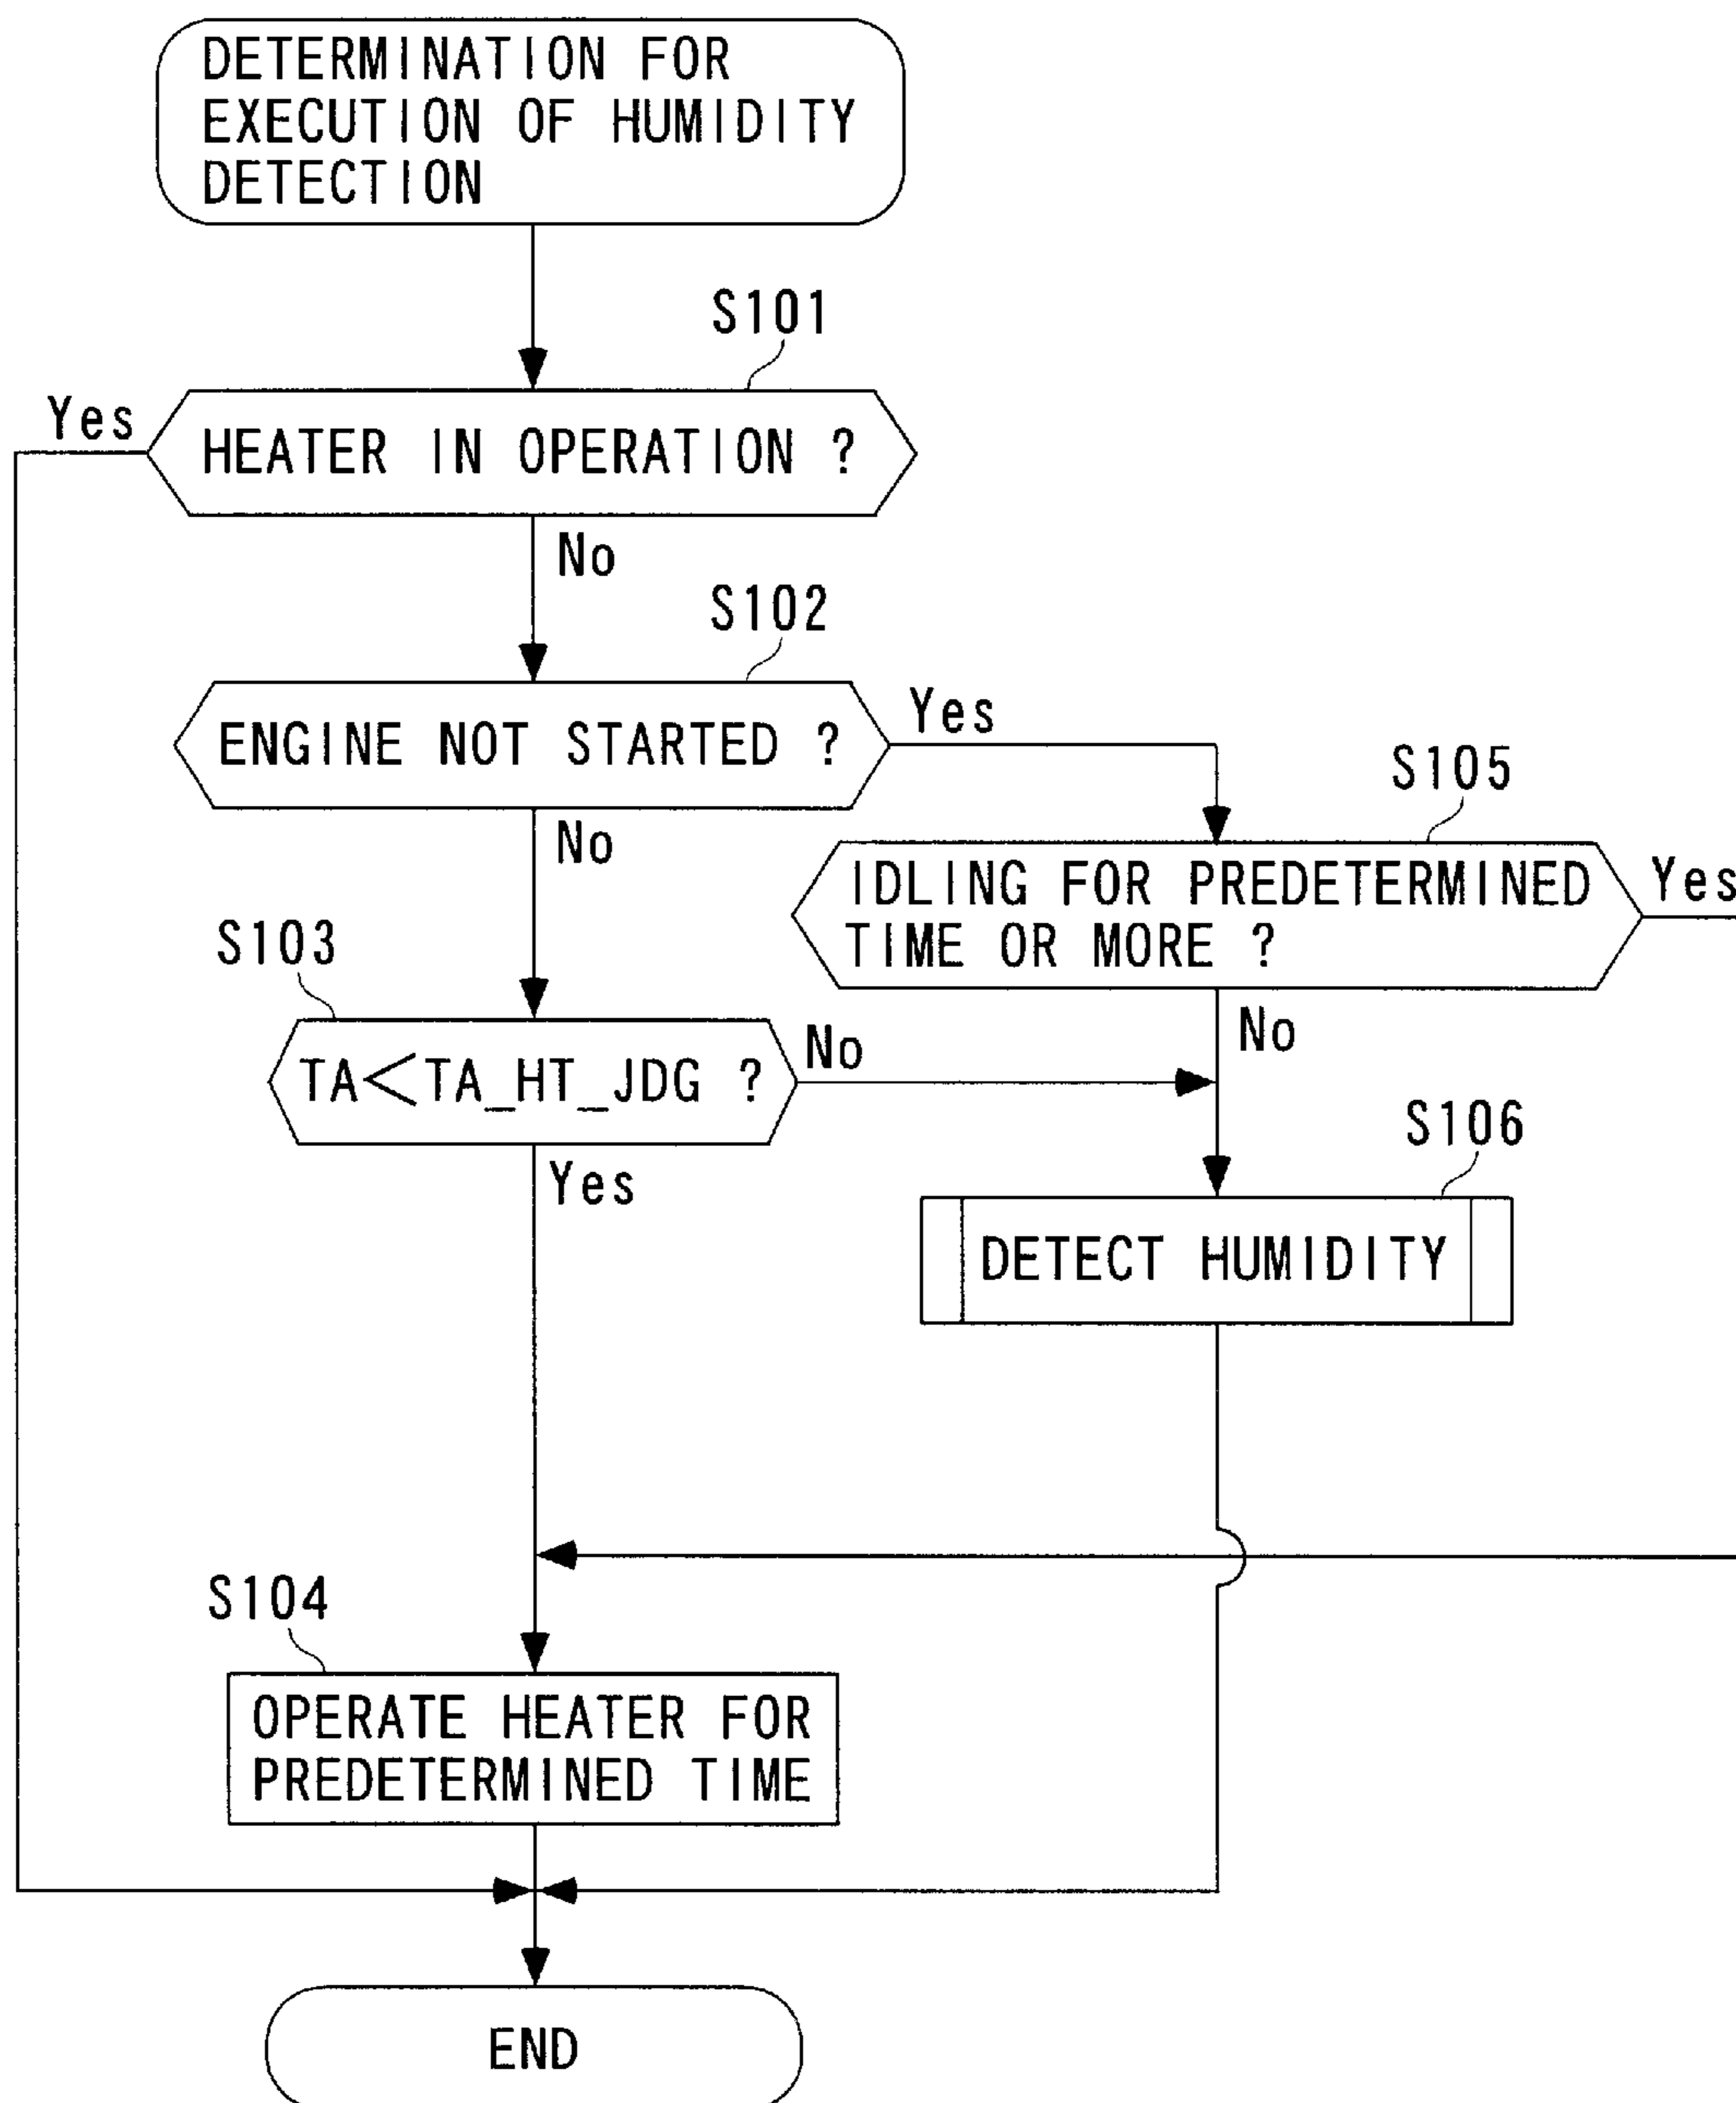 DETERMINATION FOR
EXECUTION OF HUMIDITY
DETECTION
S101
Yes
HEATER IN OPERATION ?
No
S102
ENGINE NOT STARTED ?
Yes
No
S105
IDLING FOR PREDETERMINED
TIME OR MORE ?
Yes
No
S103
TA<TA_HT_JDG ?
No
Yes
S106
DETECT HUMIDITY
S104
OPERATE HEATER FOR
PREDETERMINED TIME
END